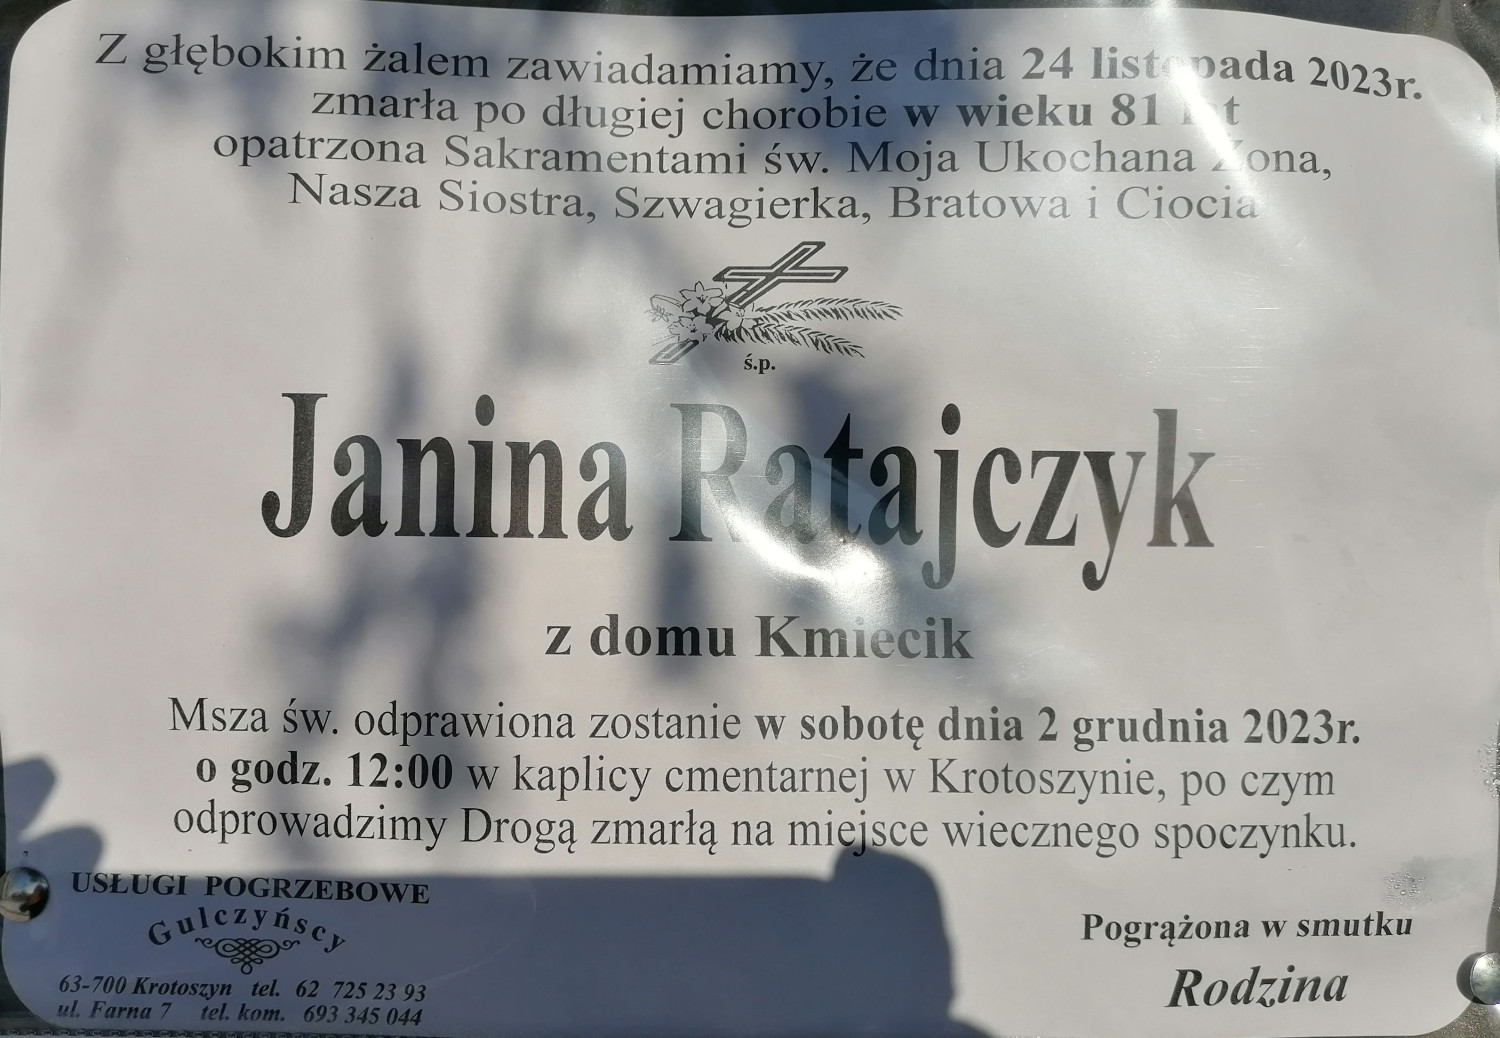 Z głębokim żalem zawiadamiamy, że dnia 24 listopada 2023r.
zmarła po długiej chorobie w wieku 81 lat
opatrzona Sakramentami św. Moja Ukochana Żona,
Nasza Siostra, Szwagierka, Bratowa i Ciocia
ś.p.
Janina Ratajczyk
z domu Kmiecik
Msza św. odprawiona zostanie w sobotę dnia 2 grudnia 2023r.
o godz. 12:00 w kaplicy cmentarnej w Krotoszynie, po czym
odprowadzimy Drogą zmarłą na miejsce wiecznego spoczynku.
USŁUGI POGRZEBOWE
Gulczyńscy
63-700 Krotoszyn tel. 62 725 23 93
ul. Farna 7 tel. kom. 693 345 044
Pogrążona w smutku
Rodzina